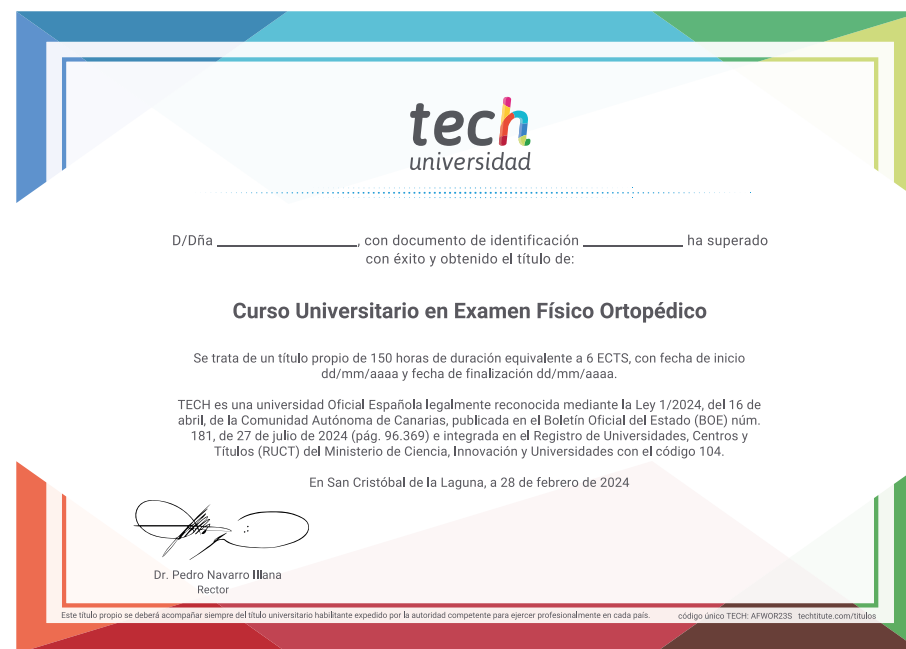 tech
universidad
D/Dña ____________________, con documento de identificación ______________ ha superado
con éxito y obtenido el título de:
Curso Universitario en Examen Físico Ortopédico
Se trata de un título propio de 150 horas de duración equivalente a 6 ECTS, con fecha de inicio
dd/mm/aaaa y fecha de finalización dd/mm/aaaa.
TECH es una universidad Oficial Española legalmente reconocida mediante la Ley 1/2024, del 16 de
abril, de la Comunidad Autónoma de Canarias, publicada en el Boletín Oficial del Estado (BOE) núm.
181, de 27 de julio de 2024 (pág. 96.369) e integrada en el Registro de Universidades, Centros y
Títulos (RUCT) del Ministerio de Ciencia, Innovación y Universidades con el código 104.
En San Cristóbal de la Laguna, a 28 de febrero de 2024
Dr. Pedro Navarro Illana
Rector
Este título propio se deberá acompañar siempre del título universitario habilitante expedido por la autoridad competente para ejercer profesionalmente en cada país. código único TECH: AFWOR23S techtitute.com/titulos